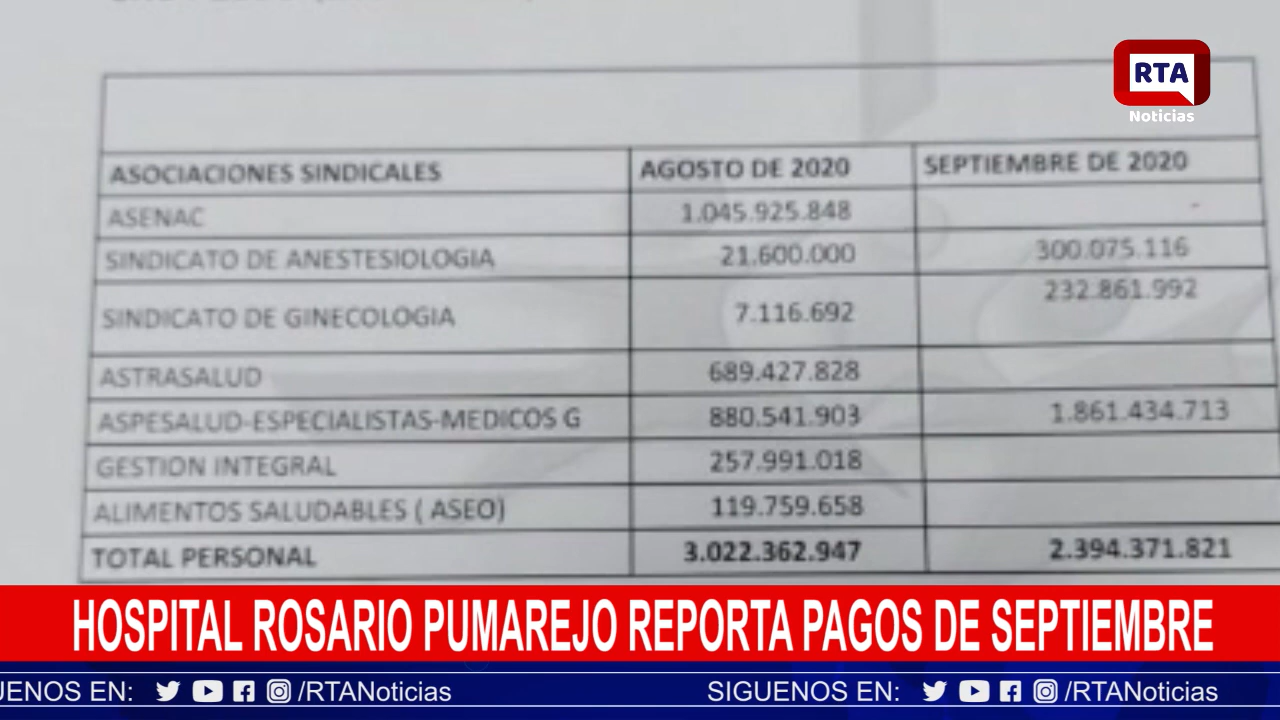 RTA
Noticias
ASOCIACIONES SINDICALES AGOSTO DE 2020 SEPTIEMBRE DE 2020
ASENAC 1.045.925.848 -
SINDICATO DE ANESTESIOLOGIA 21.600.000 300.075.116
SINDICATO DE GINECOLOGIA 7.116.692 232.861.992
ASTRASALUD 689.427.828
ASPESALUD-ESPECIALISTAS-MEDICOS G 880.541.903 1.861.434.713
GESTION INTEGRAL 257.991.018
ALIMENTOS SALUDABLES ( ASEO) 119.759.658
TOTAL PERSONAL 3.022.362.947 2.394.371.821
HOSPITAL ROSARIO PUMAREJO REPORTA PAGOS DE SEPTIEMBRE
UENOS EN: /RTANoticias SIGUENOS EN: /RTANoticias